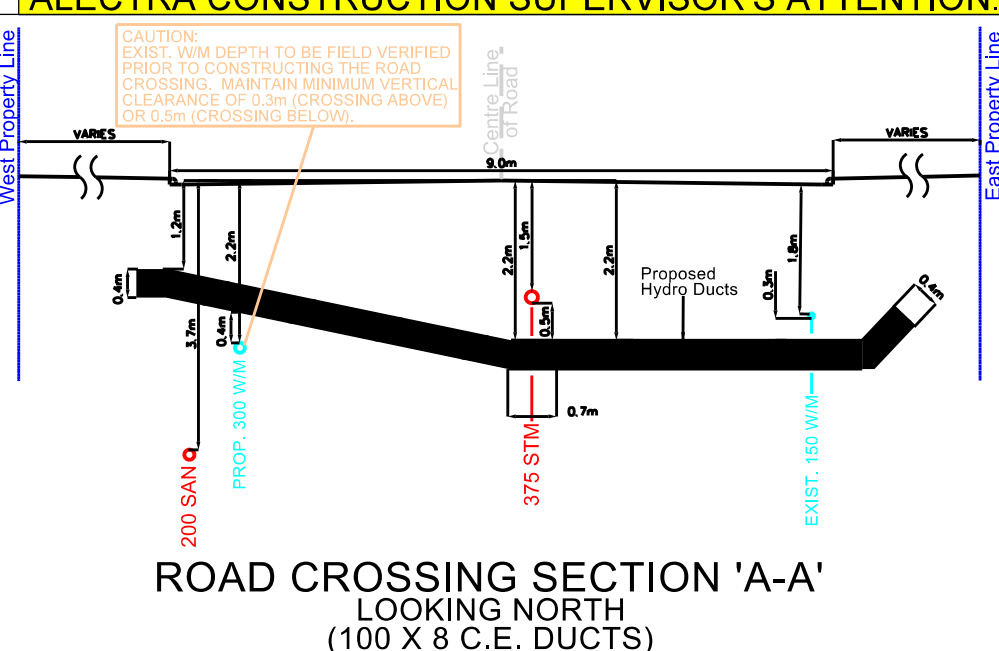 ALECTRA CONSTRUCTION SUPERVISOR'S ATTENTION.
CAUTION:
EXIST. W/M DEPTH TO BE FIELD VERIFIED
PRIOR TO CONSTRUCTING THE ROAD
CROSSING. MAINTAIN MINIMUM VERTICAL
CLEARANCE OF 0.3m (CROSSING ABOVE)
OR 0.5m (CROSSING BELOW).
West Property Line
Centre Line
of Road
East Property Line
VARIES
9.0m
VARIES
1.2m
2.2m
3.7m
0.4m
0.4m
2.2m
1.5m
0.5m
2.2m
Proposed
Hydro Ducts
0.3m
1.8m
0.4m
0.7m
200 SAN
PROP. 300 W/M
375 STM
EXIST. 150 W/M
ROAD CROSSING SECTION 'A-A'
LOOKING NORTH
(100 X 8 C.E. DUCTS)